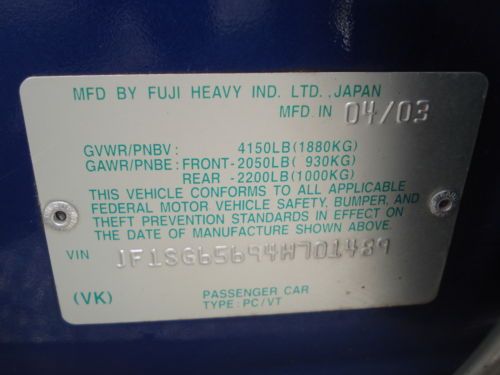 MFD BY FUJI HEAVY IND. LTD., JAPAN
MFD. IN 04/03
GVWR/PNBV: 4150LB(1880KG)
GAWR/PNBE: FRONT-2050LB( 930KG)
REAR -2200LB(1000KG)
THIS VEHICLE CONFORMS TO ALL APPLICABLE
FEDERAL MOTOR VEHICLE SAFETY, BUMPER, AND
THEFT PREVENTION STANDARDS IN EFFECT ON
THE DATE OF MANUFACTURE SHOWN ABOVE.
VIN JF1SG65694H701489
(VK) PASSENGER CAR
TYPE: PC/VT